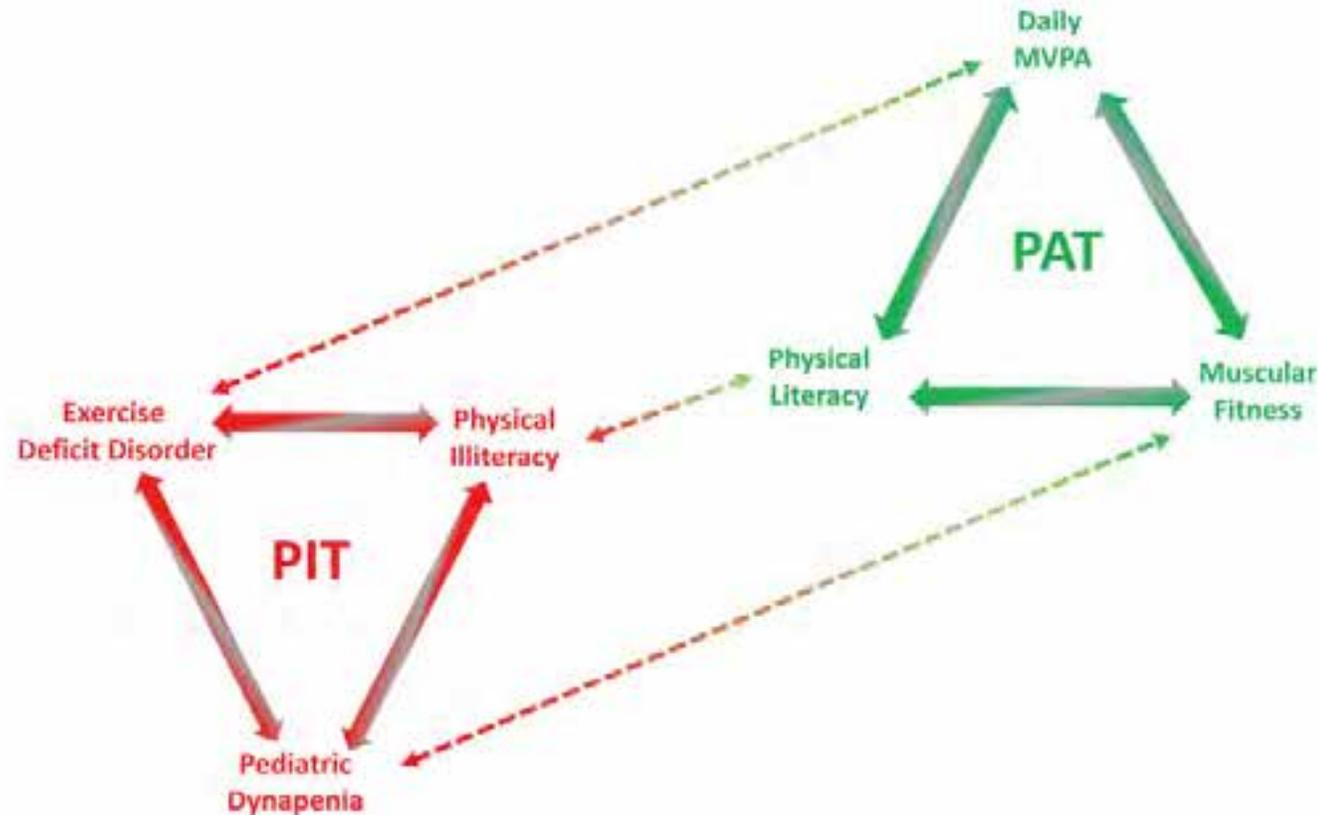 Daily
MVPA
PAT
Physical
Literacy
Muscular
Fitness
Exercise
Deficit Disorder
Physical
Illiteracy
PIT
Pediatric
Dynapenia